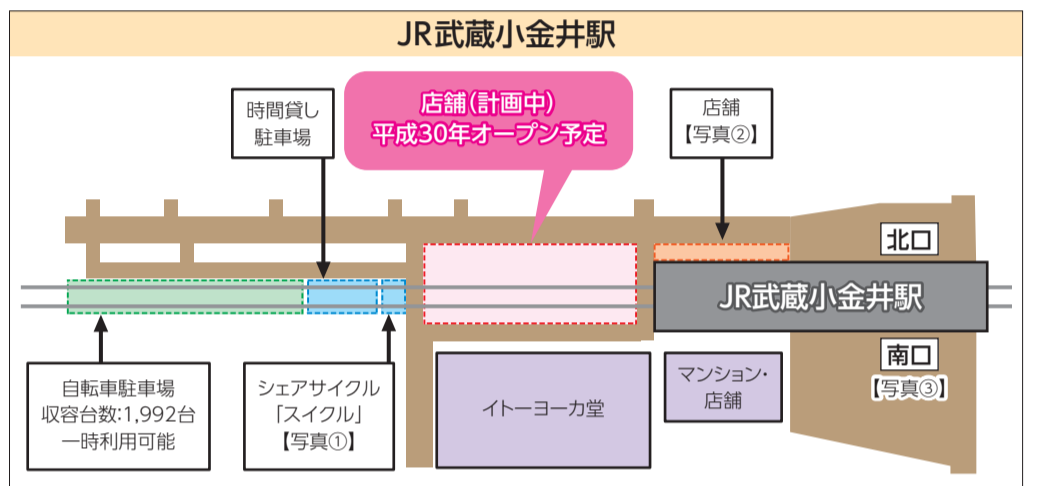 JR武蔵小金井駅
時間貸し
駐車場
店舗(計画中)
平成30年オープン予定
店舗
【写真②】
北口
JR武蔵小金井駅
南口
【写真③】
自転車駐車場
収容台数:1,992台
一時利用可能
シェアサイクル
「スイクル」
【写真①】
イトーヨーカ堂
マンション・
店舗